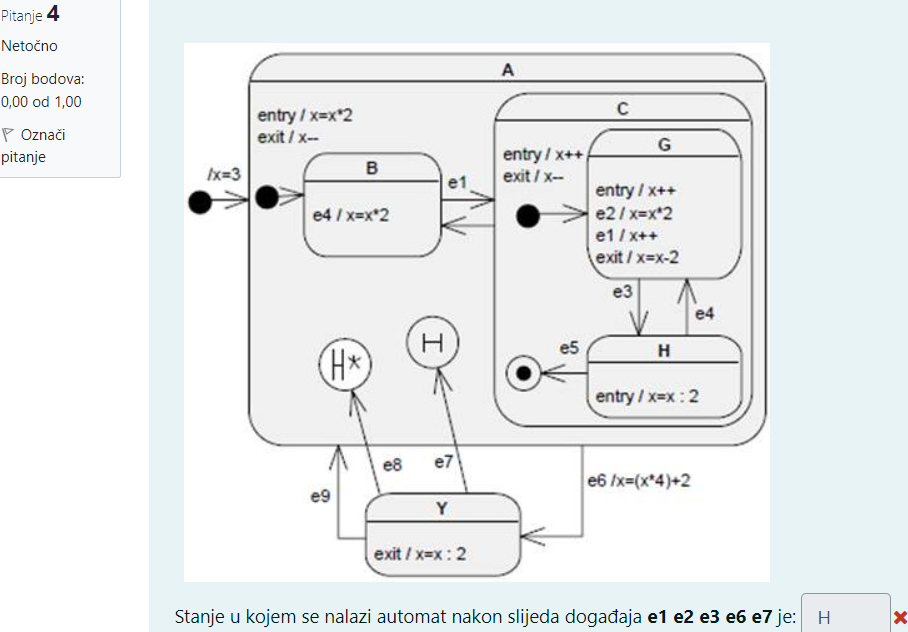 Pitanje 4
Netočno
Broj bodova:
0,00 od 1,00
Označi
pitanje
A
entry / x=x*2
exit / x--
/x=3
B
e4 / x=x*2
e1
C
entry / x++
exit / x--
G
entry / x++
e2 / x=x*2
e1 / x++
exit / x=x-2
e3
e4
e5
H
entry / x=x : 2
H*
H
e8
e7
e9
e6 /x=(x*4)+2
Y
exit / x=x : 2
Stanje u kojem se nalazi automat nakon slijeda događaja e1 e2 e3 e6 e7 je: H